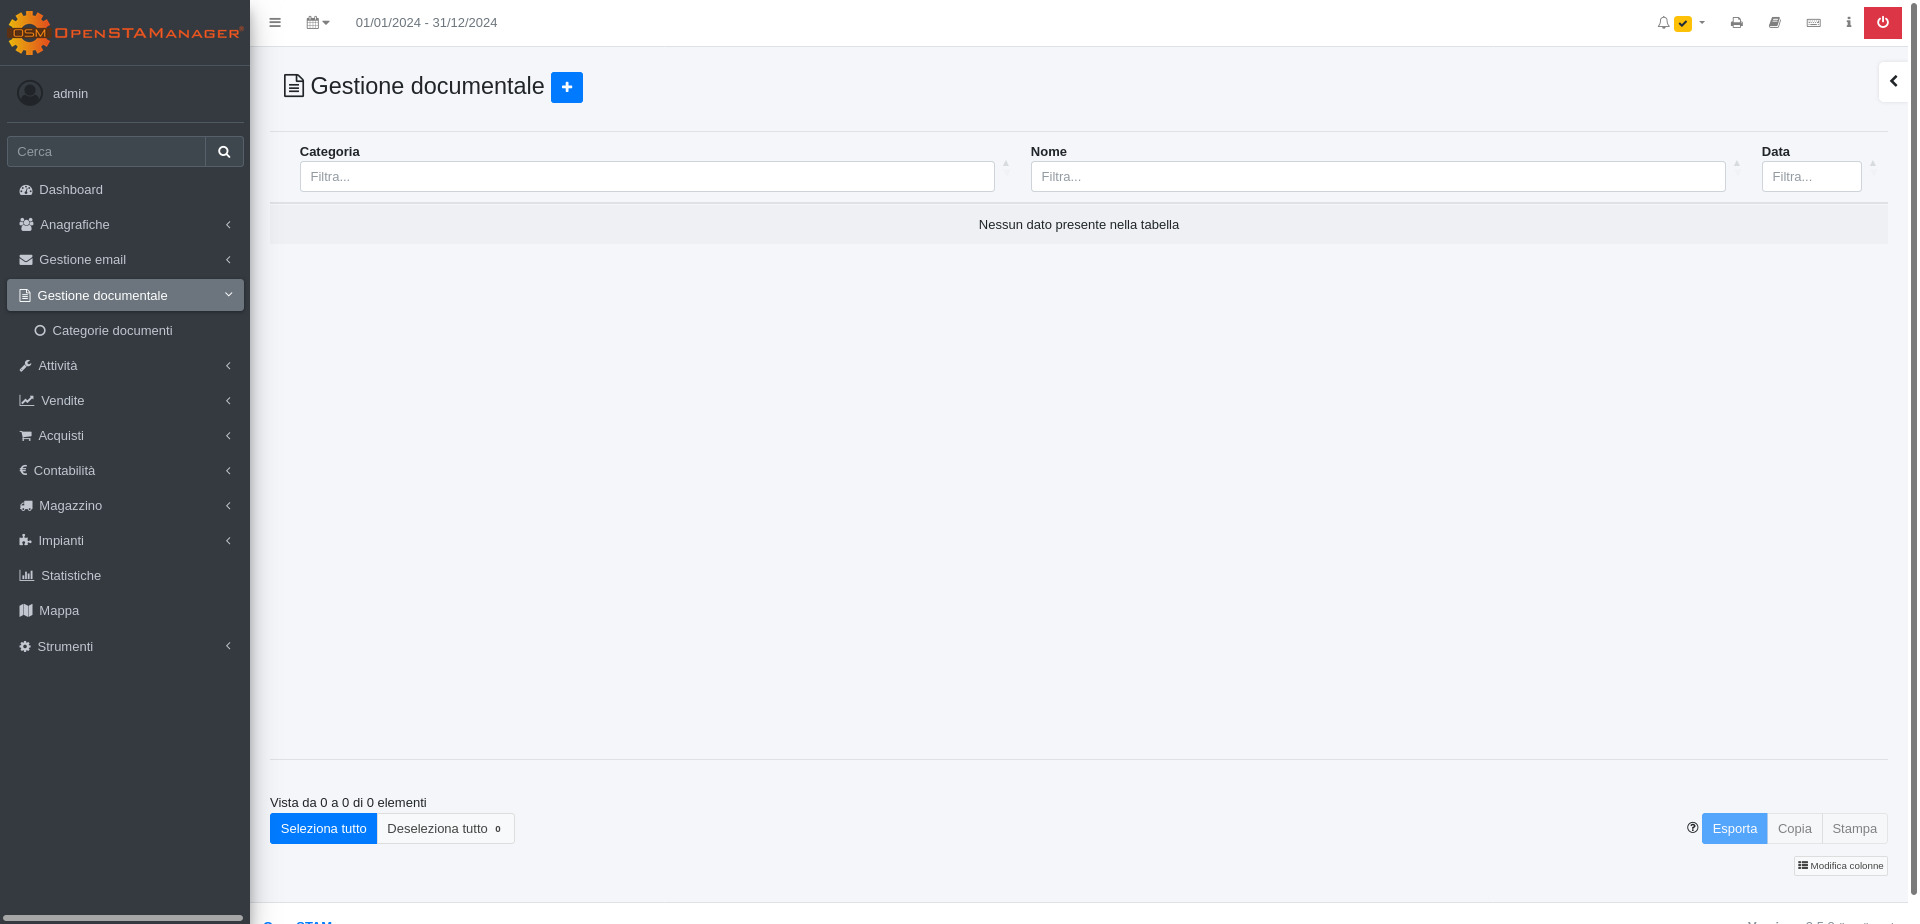 OSM OpenSTAManager
01/01/2024 - 31/12/2024
admin
Cerca
Dashboard
Anagrafiche
Gestione email
Gestione documentale
Categorie documenti
Attività
Vendite
Acquisti
Contabilità
Magazzino
Impianti
Statistiche
Mappa
Strumenti
Gestione documentale
Categoria Nome Data
Filtra... Filtra... Filtra...
Nessun dato presente nella tabella
Vista da 0 a 0 di 0 elementi
Seleziona tutto Deseleziona tutto 0
Esporta Copia Stampa
Modifica colonne